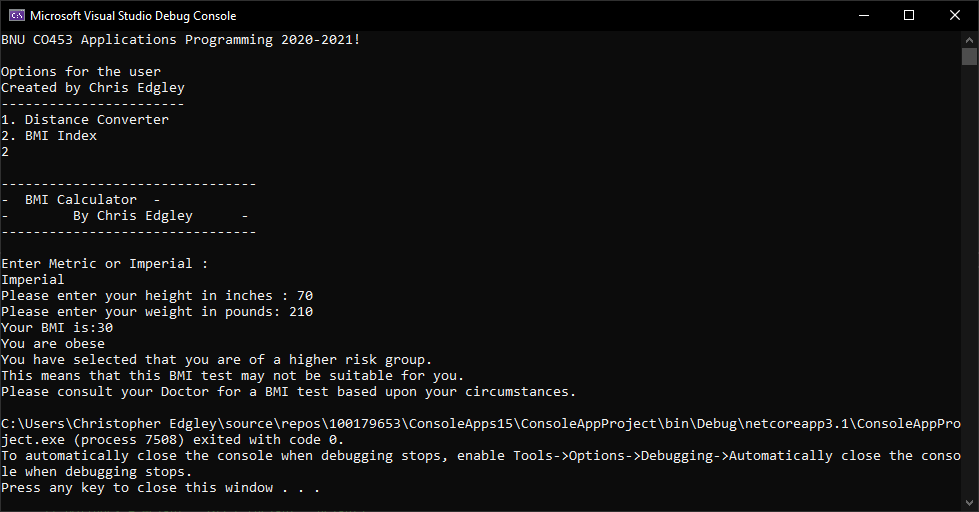 Microsoft Visual Studio Debug Console
BNU CO453 Applications Programming 2020-2021!
Options for the user
Created by Chris Edgley
-----------------------
1. Distance Converter
2. BMI Index
2
--------------------------------
-  BMI Calculator  -
-        By Chris Edgley      -
--------------------------------
Enter Metric or Imperial :
Imperial
Please enter your height in inches : 70
Please enter your weight in pounds: 210
Your BMI is:30
You are obese
You have selected that you are of a higher risk group.
This means that this BMI test may not be suitable for you.
Please consult your Doctor for a BMI test based upon your circumstances.
C:\Users\Christopher Edgley\source\repos\100179653\ConsoleApps15\ConsoleAppProject\bin\Debug\netcoreapp3.1\ConsoleAppPro
ject.exe (process 7508) exited with code 0.
To automatically close the console when debugging stops, enable Tools->Options->Debugging->Automatically close the conso
le when debugging stops.
Press any key to close this window . . .